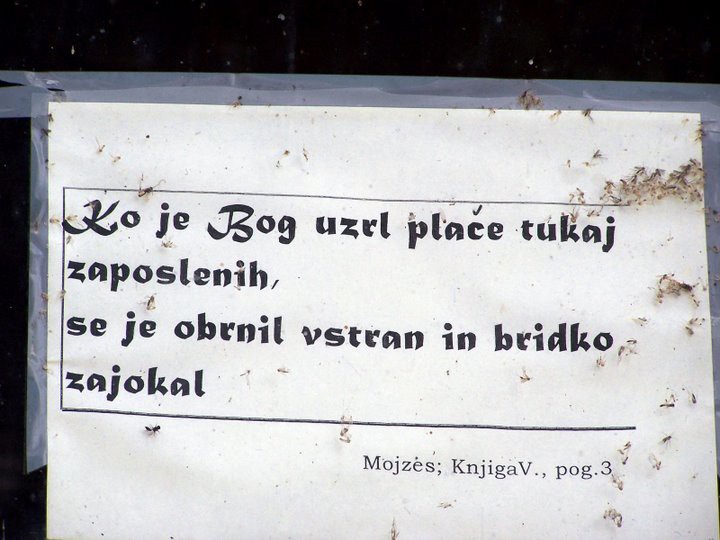 Ko je Bog uzrl plače tukaj
zaposlenih,
se je obrnil vstran in bridko
zajokal
Mojzes; KnjigaV., pog.3